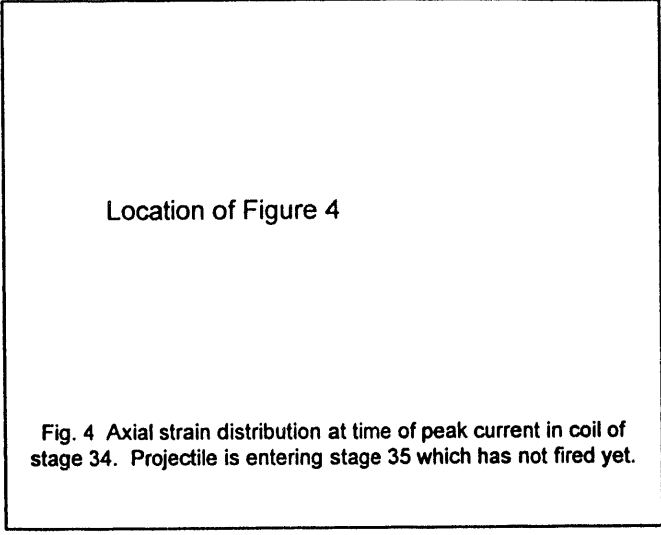 Location of Figure 4
Fig. 4 Axial strain distribution at time of peak current in coil of
stage 34. Projectile is entering stage 35 which has not fired yet.